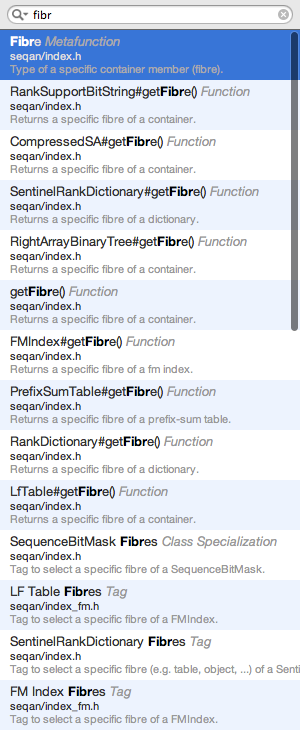 fibr
Fibre Metafunction
seqan/index.h
Type of a specific container member (fibre).
RankSupportBitString#getFibre() Function
seqan/index.h
Returns a specific fibre of a container.
CompressedSA#getFibre() Function
seqan/index.h
Returns a specific fibre of a container.
SentinelRankDictionary#getFibre() Function
seqan/index.h
Returns a specific fibre of a dictionary.
RightArrayBinaryTree#getFibre() Function
seqan/index.h
Returns a specific fibre of a container.
getFibre() Function
seqan/index.h
Returns a specific fibre of a container.
FMIndex#getFibre() Function
seqan/index.h
Returns a specific fibre of a fm index.
PrefixSumTable#getFibre() Function
seqan/index.h
Returns a specific fibre of a prefix-sum table.
RankDictionary#getFibre() Function
seqan/index.h
Returns a specific fibre of a dictionary.
LfTable#getFibre() Function
seqan/index.h
Returns a specific fibre of a container.
SequenceBitMask Fibres Class Specialization
seqan/index.h
Tag to select a specific fibre of a SequenceBitMask.
LF Table Fibres Tag
seqan/index_fm.h
Tag to select a specific fibre of a FMIndex.
SentinelRankDictionary Fibres Tag
seqan/index.h
Tag to select a specific fibre (e.g. table, object, ...) of a Senti
FM Index Fibres Tag
seqan/index_fm.h
Tag to select a specific fibre of a FMIndex.